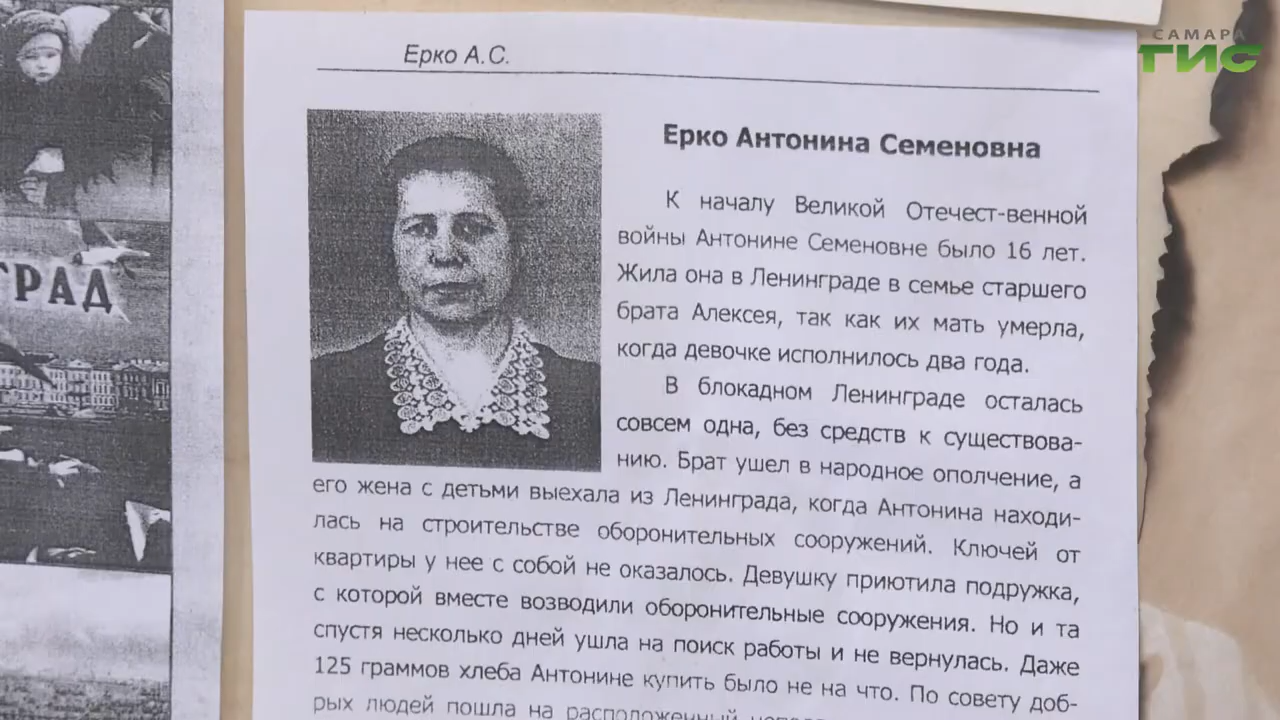 САМАРА
ГИС
Ерко А.С.
Ерко Антонина Семеновна
К началу Великой Отечест-венной
войны Антонине Семеновне было 16 лет.
Жила она в Ленинграде в семье старшего
брата Алексея, так как их мать умерла,
когда девочке исполнилось два года.
В блокадном Ленинграде осталась
совсем одна, без средств к существова-
нию. Брат ушел в народное ополчение, а
его жена с детьми выехала из Ленинграда, когда Антонина находи-
лась на строительстве оборонительных сооружений. Ключей от
квартиры у нее с собой не оказалось. Девушку приютила подружка,
с которой вместе возводили оборонительные сооружения. Но и та
спустя несколько дней ушла на поиск работы и не вернулась. Даже
125 граммов хлеба Антонине купить было не на что. По совету доб-
рых людей пошла на расположенный
ГРАД